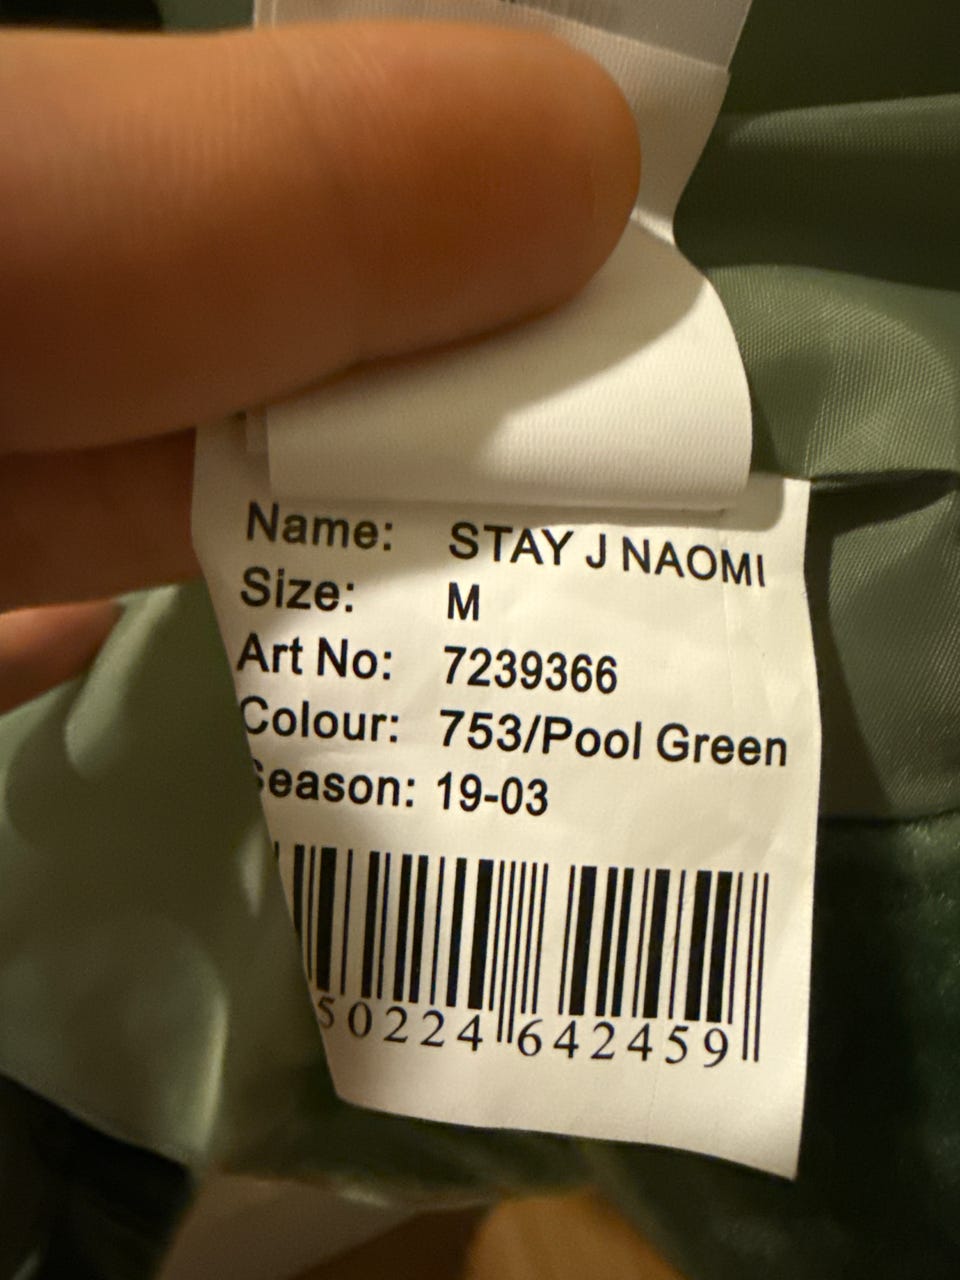 Name: STAY J NAOMI
Size: M
Art No: 7239366
Colour: 753/Pool Green
Season: 19-03
50224 642459